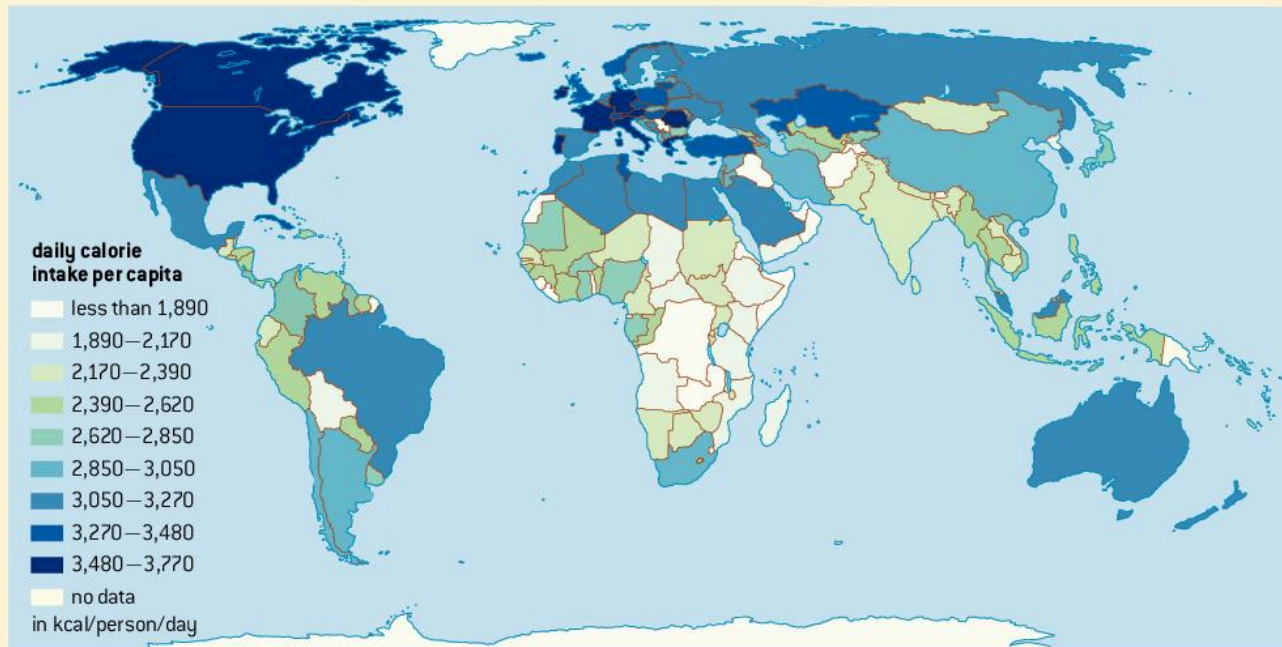 daily calorie
intake per capita
less than 1,890
1,890—2,170
2,170—2,390
2,390—2,620
2,620—2,850
2,850—3,050
3,050—3,270
3,270—3,480
3,480—3,770
no data
in kcal/person/day